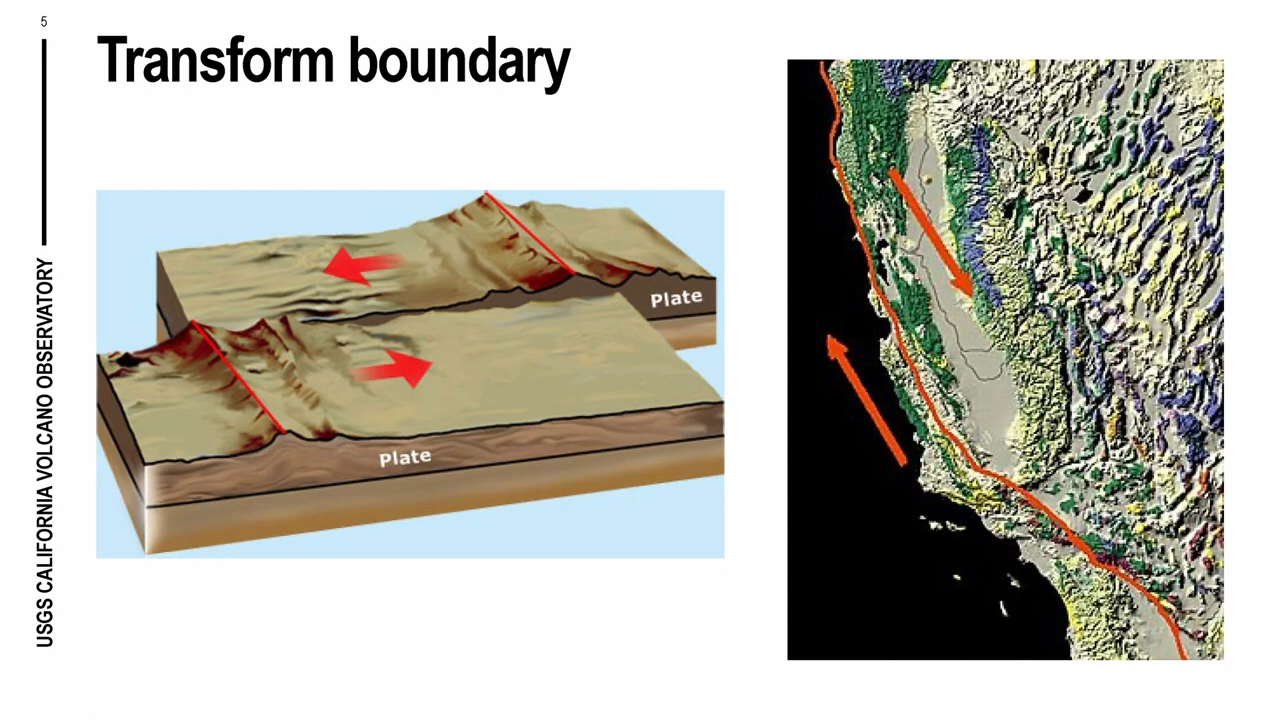 5
Transform boundary
USGS CALIFORNIA VOLCANO OBSERVATORY
Plate
Plate